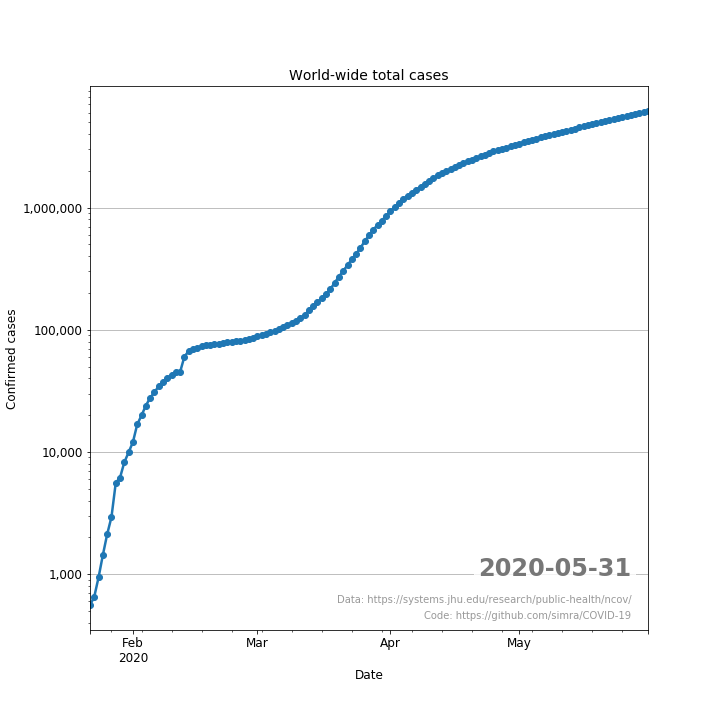 World-wide total cases
Confirmed cases
1,000,000
100,000
10,000
1,000
2020-05-31
Data: https://systems.jhu.edu/research/public-health/ncov/
Code: https://github.com/simra/COVID-19
Feb Mar Apr May
2020
Date